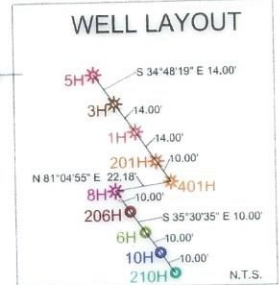 WELL LAYOUT
5H
S 34°48'19" E 14.00'
3H
14.00'
1H
14.00'
201H
10.00'
N 81°04'55" E 22.18'
401H
8H
10.00'
206H
S 35°30'35" E 10.00'
6H
10.00'
10H
10.00'
210H
N.T.S.